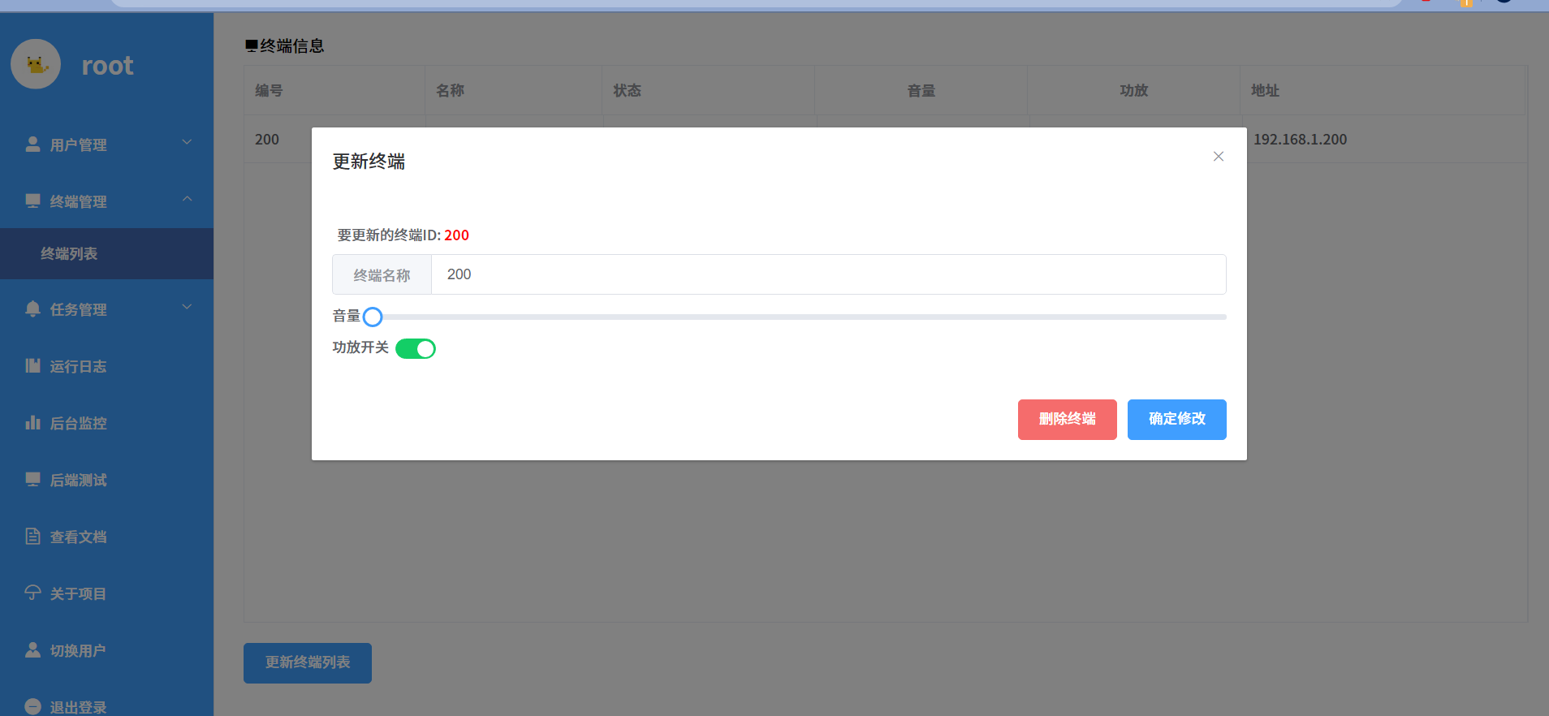 root
用户管理
终端管理
终端列表
任务管理
运行日志
后台监控
后端测试
查看文档
关于项目
切换用户
退出登录
终端信息
编号 名称 状态 音量 功放 地址
200 192.168.1.200
更新终端
要更新的终端ID: 200
终端名称 200
音量
功放开关
删除终端 确定修改
更新终端列表